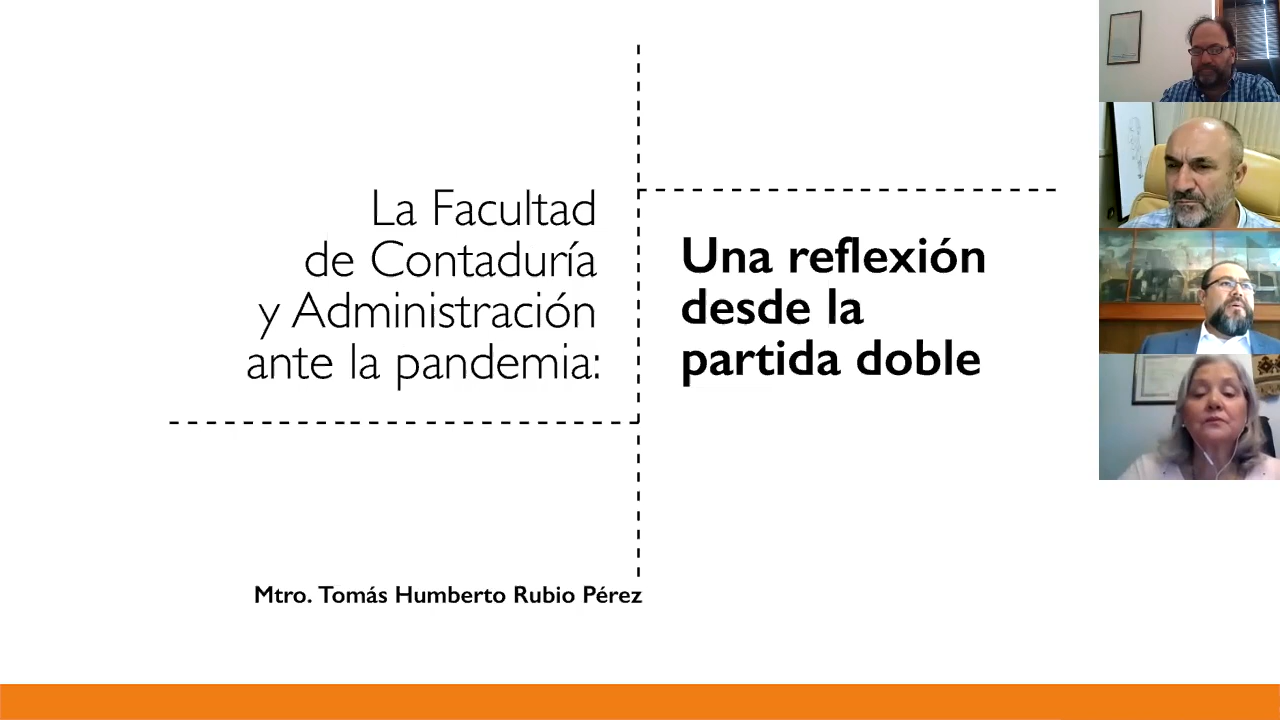 La Facultad
de Contaduría
y Administración
ante la pandemia:
Una reflexión
desde la
partida doble
Mtro. Tomás Humberto Rubio Pérez